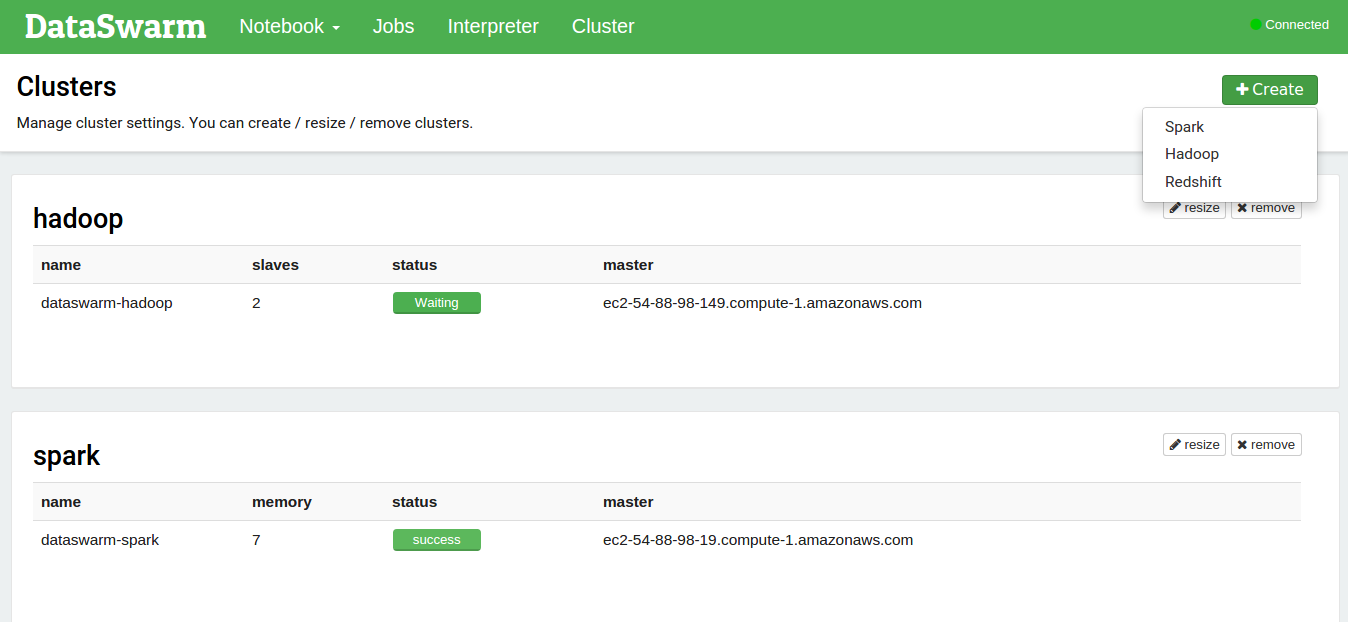 DataSwarm Notebook Jobs Interpreter Cluster Connected
Clusters
Create
Manage cluster settings. You can create / resize / remove clusters.
Spark
Hadoop
Redshift
hadoop
resize remove
name slaves status master
dataswarm-hadoop 2 Waiting ec2-54-88-98-149.compute-1.amazonaws.com
spark
resize remove
name memory status master
dataswarm-spark 7 success ec2-54-88-98-19.compute-1.amazonaws.com